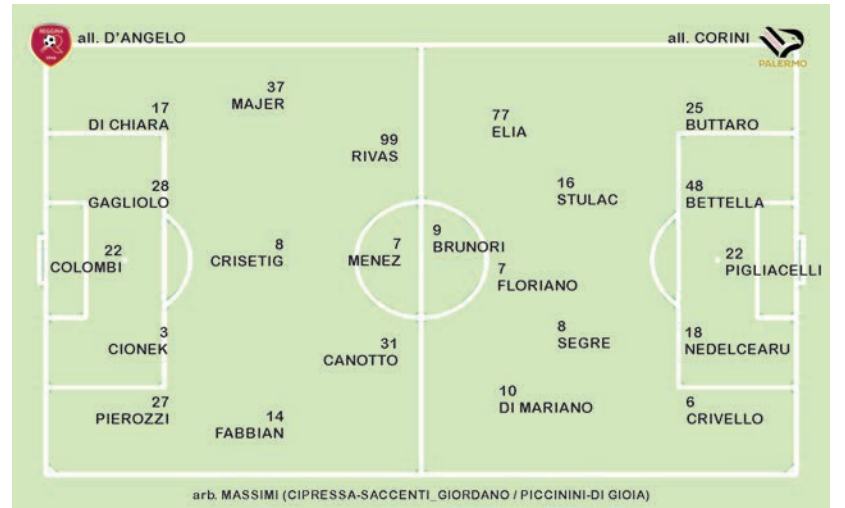 REGGINA
1914
all. D'ANGELO
all. CORINI
PALERMO
17
DI CHIARA
28
GAGLIOLO
22
COLOMBI
3
CIONEK
27
PIEROZZI
37
MAJER
8
CRISETIG
14
FABBIAN
99
RIVAS
7
MENEZ
31
CANOTTO
9
BRUNORI
77
ELIA
7
FLORIANO
10
DI MARIANO
16
STULAC
8
SEGRE
25
BUTTARO
48
BETTELLA
18
NEDELCEARU
6
CRIVELLO
22
PIGLIACELLI
arb. MASSIMI (CIPRESSA-SACCENTI_GIORDANO / PICCININI-DI GIOIA)